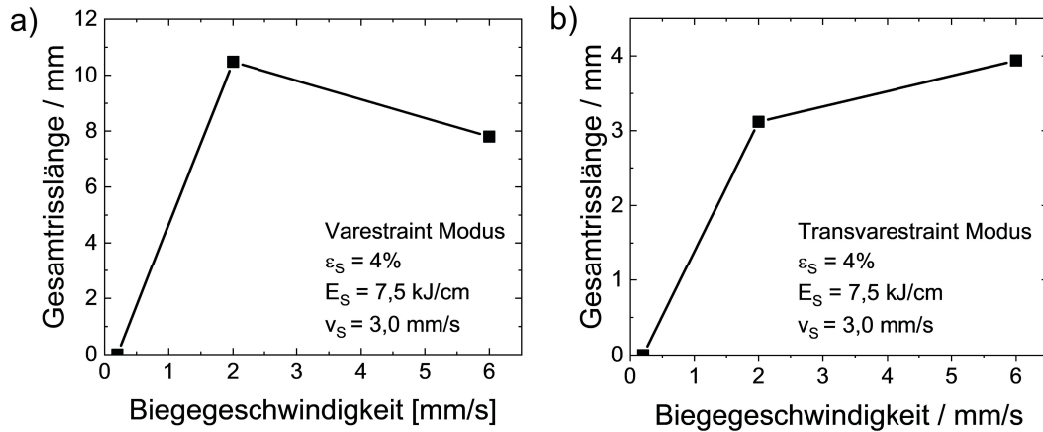 a)
Gesamtrisslänge / mm
12
10
8
6
4
2
0
0 1 2 3 4 5 6
Varestraint Modus
εS = 4%
ES = 7,5 kJ/cm
vS = 3,0 mm/s
Biegegeschwindigkeit [mm/s]
b)
Gesamtrisslänge / mm
4
3
2
1
0
0 1 2 3 4 5 6
Transvarestraint Modus
εS = 4%
ES = 7,5 kJ/cm
vS = 3,0 mm/s
Biegegeschwindigkeit / mm/s